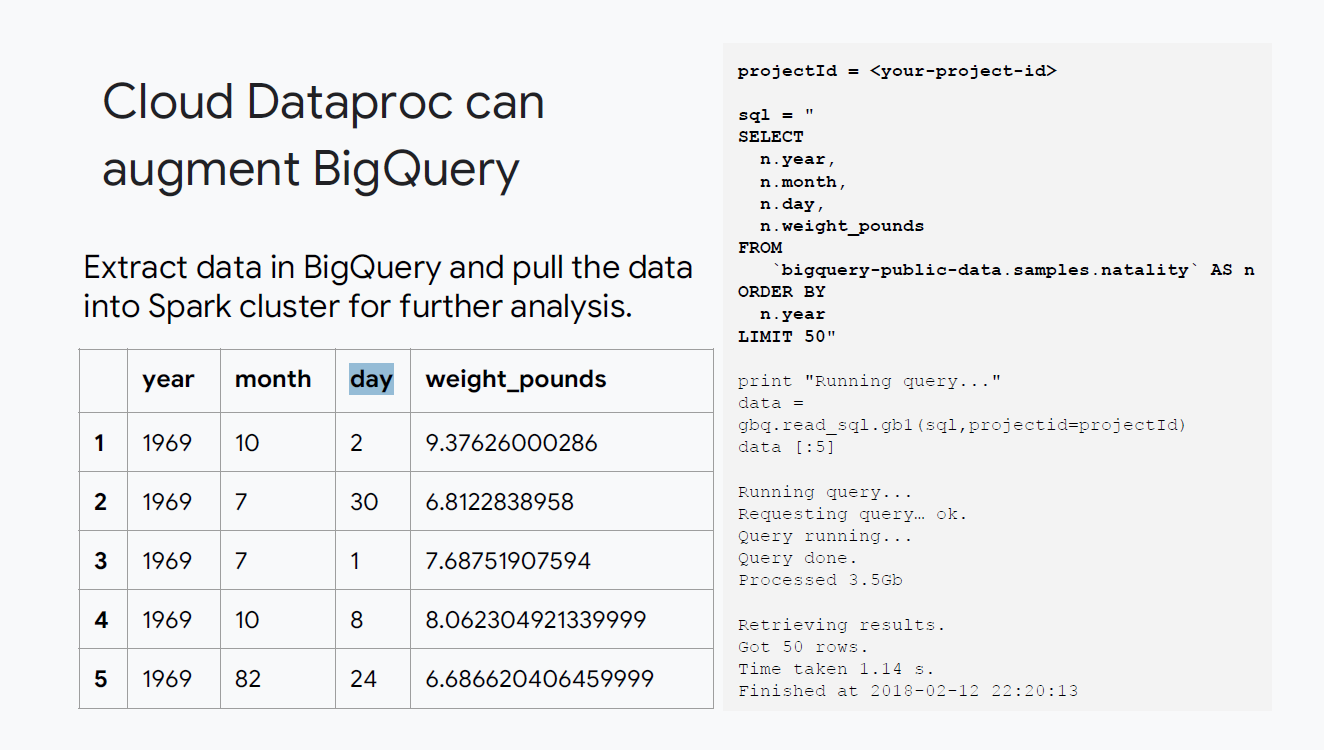 Cloud Dataproc can
augment BigQuery
Extract data in BigQuery and pull the data
into Spark cluster for further analysis.
year month day weight_pounds
1 1969 10 2 9.37626000286
2 1969 7 30 6.8122838958
3 1969 7 1 7.68751907594
4 1969 10 8 8.062304921339999
5 1969 82 24 6.686620406459999
projectId = <your-project-id>
sql = "
SELECT
n.year,
n.month,
n.day,
n.weight_pounds
FROM
`bigquery-public-data.samples.natality` AS n
ORDER BY
n.year
LIMIT 50"
print "Running query..."
data =
gbq.read_sql.gb1(sql,projectid=projectId)
data [:5]
Running query...
Requesting query… ok.
Query running...
Query done.
Processed 3.5Gb
Retrieving results.
Got 50 rows.
Time taken 1.14 s.
Finished at 2018-02-12 22:20:13